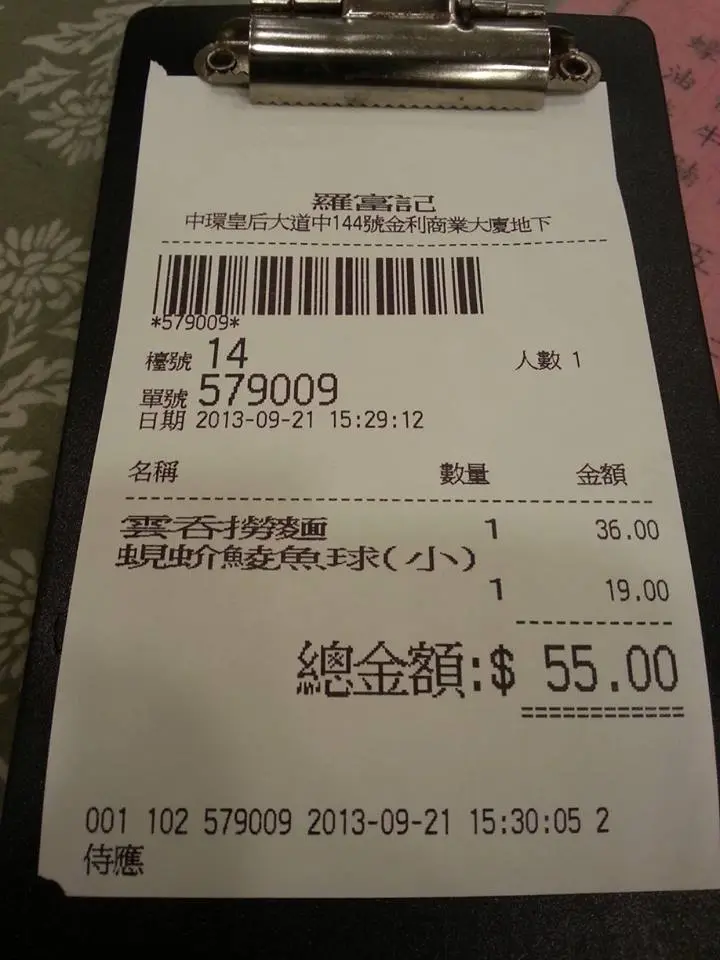 羅富記
中環皇后大道中144號金利商業大廈地下
*579009*
檯號 14 人數 1
單號 579009
日期 2013-09-21 15:29:12
名稱 數量 金額
雲吞撈麵 1 36.00
蜆蚧鯪魚球(小)
1 19.00
總金額:$ 55.00
001 102 579009 2013-09-21 15:30:05 2
侍應
油
牛